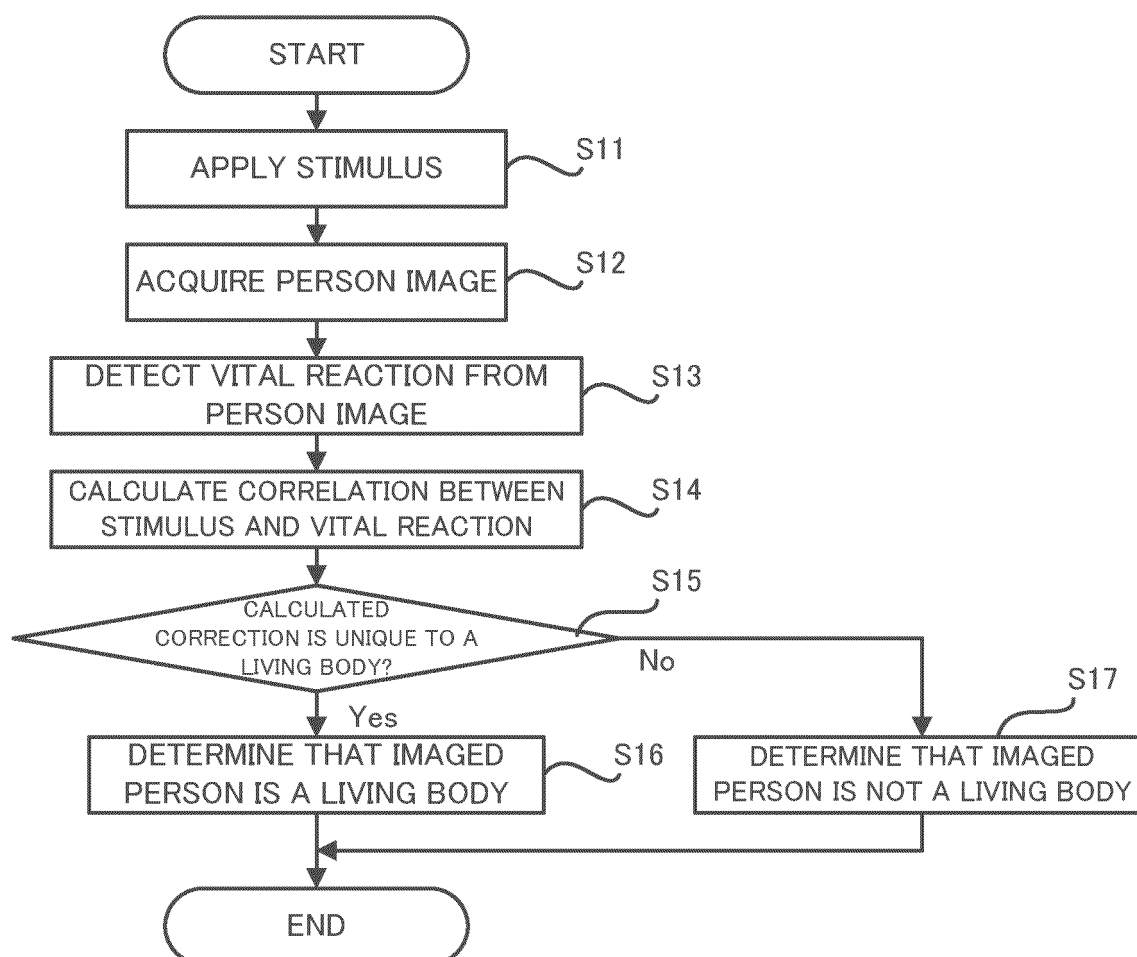 START
APPLY STIMULUS
S11
ACQUIRE PERSON IMAGE
S12
DETECT VITAL REACTION FROM
PERSON IMAGE
S13
CALCULATE CORRELATION BETWEEN
STIMULUS AND VITAL REACTION
S14
CALCULATED
CORRECTION IS UNIQUE TO A
LIVING BODY?
S15
No
Yes
DETERMINE THAT IMAGED
PERSON IS A LIVING BODY
S16
S17
DETERMINE THAT IMAGED
PERSON IS NOT A LIVING BODY
END